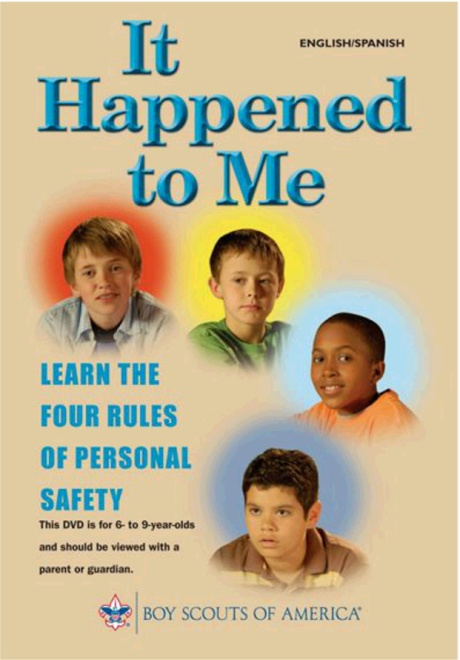 It
ENGLISH/SPANISH
Happened
to Me
LEARN THE
FOUR RULES
OF PERSONAL
SAFETY
This DVD is for 6- to 9-year-olds
and should be viewed with a
parent or guardian.
BOY SCOUTS OF AMERICA®